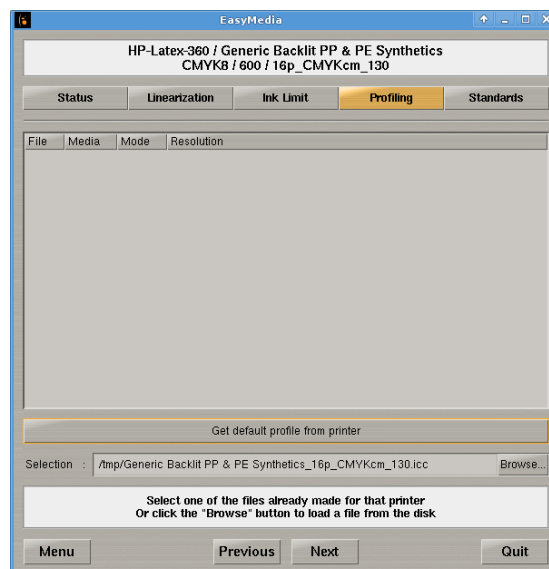 EasyMedia
HP-Latex-360 / Generic Backlit PP & PE Synthetics
CMYK8 / 600 / 16p_CMYKcm_130
Status Linearization Ink Limit Profiling Standards
File Media Mode Resolution
Get default profile from printer
Selection : /tmp/Generic Backlit PP & PE Synthetics_16p_CMYKcm_130.icc Browse...
Select one of the files already made for that printer
Or click the "Browse" button to load a file from the disk
Menu Previous Next Quit